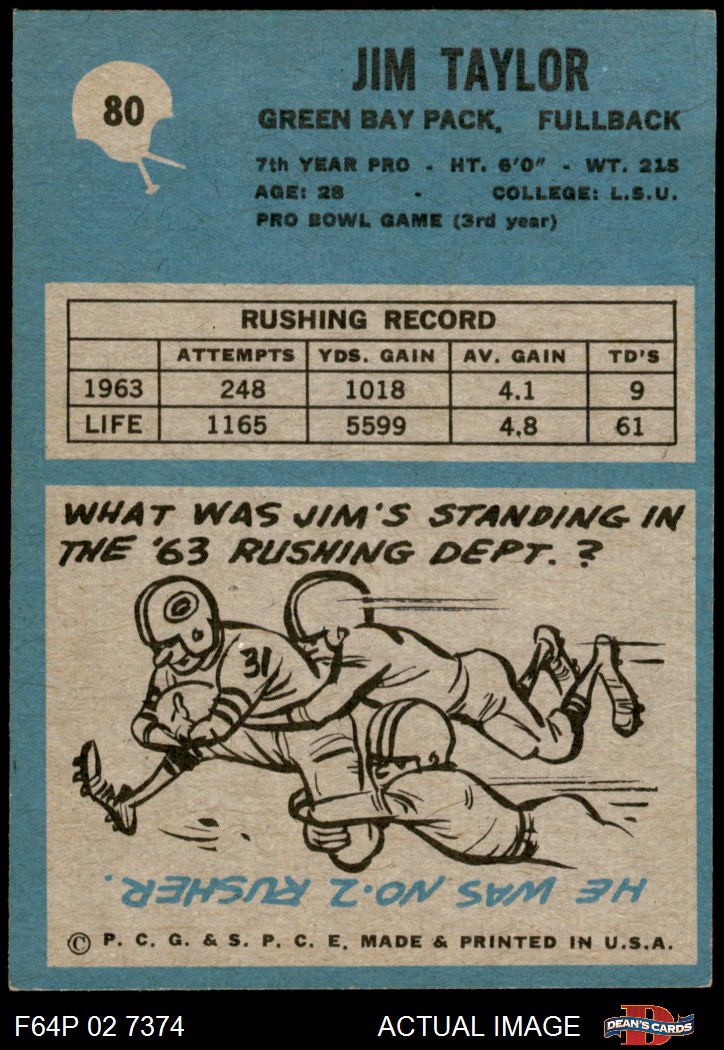 80
JIM TAYLOR
GREEN BAY PACK, FULLBACK
7th YEAR PRO - HT. 6'0" - WT. 215
AGE: 28 - COLLEGE: L.S.U.
PRO BOWL GAME (3rd year)
RUSHING RECORD
ATTEMPTS YDS. GAIN AV. GAIN TD'S
1963 248 1018 4.1 9
LIFE 1165 5599 4.8 61
WHAT WAS JIM'S STANDING IN
THE '63 RUSHING DEPT. ?
G
31
HE WAS NO. 2 RUSHER.
© P. C. G. & S. P. C. E. MADE & PRINTED IN U.S.A.
F64P 02 7374 ACTUAL IMAGE
D
DEAN'S CARDS